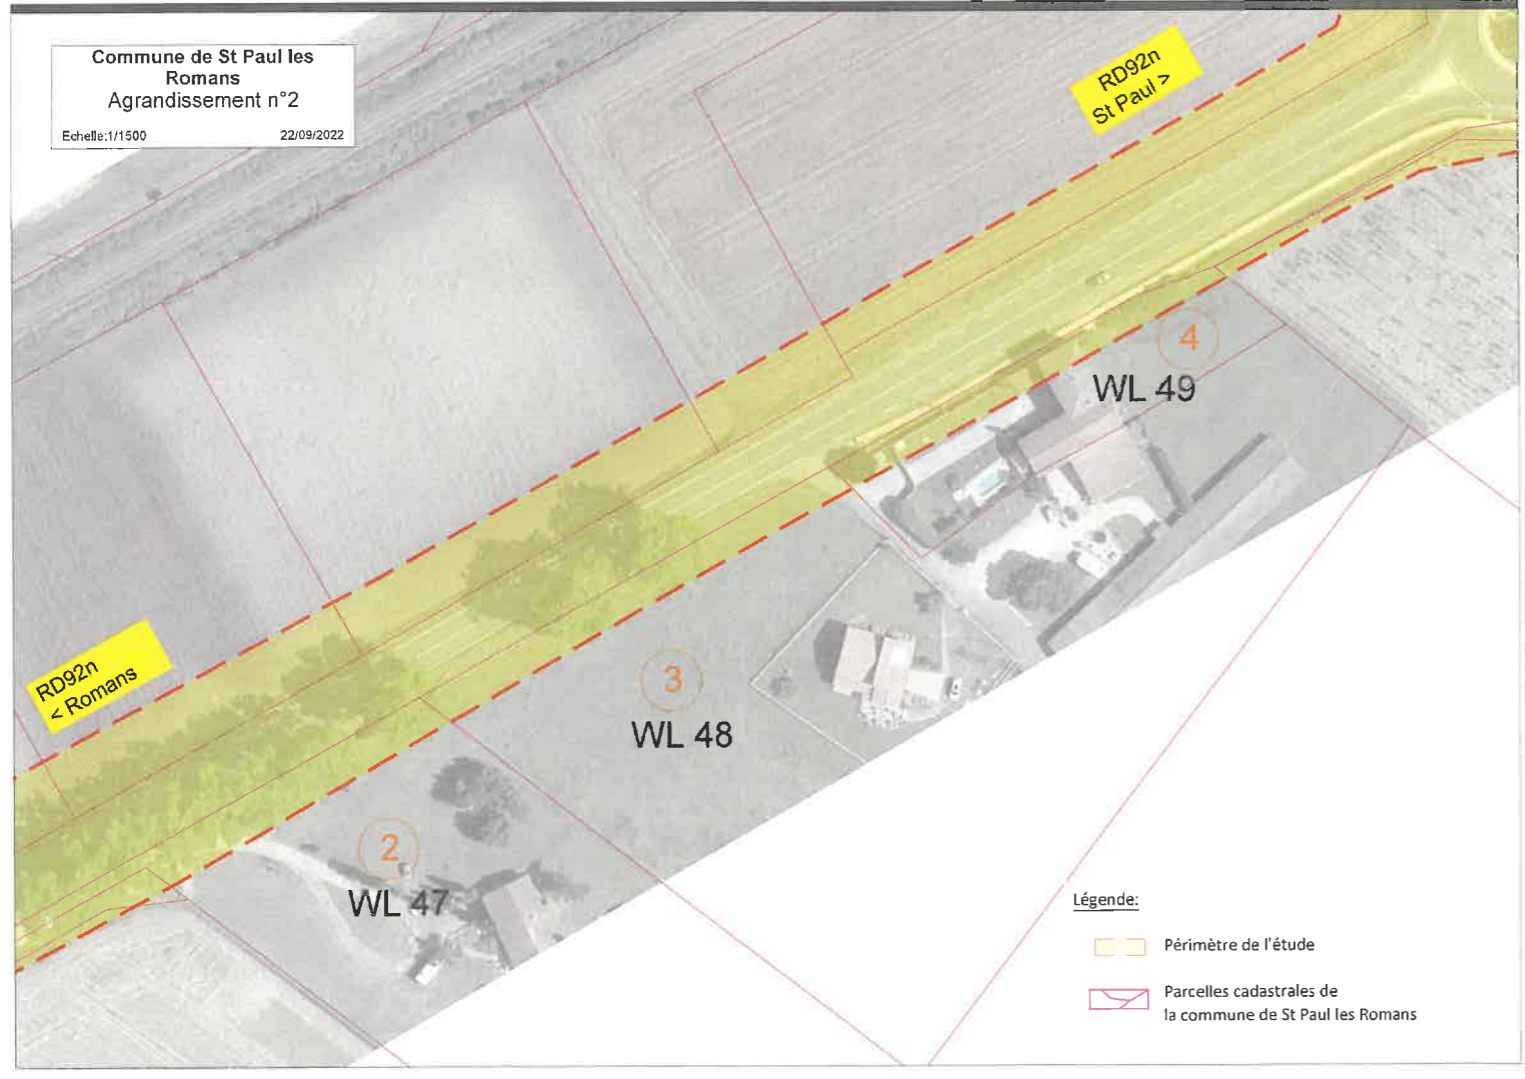 Commune de St Paul les
Romans
Agrandissement n°2
Echelle:1/1500 22/09/2022
RD92n
St Paul >
4
WL 49
RD92n
< Romans
3
WL 48
2
WL 47
Légende:
Périmètre de l'étude
Parcelles cadastrales de
la commune de St Paul les Romans